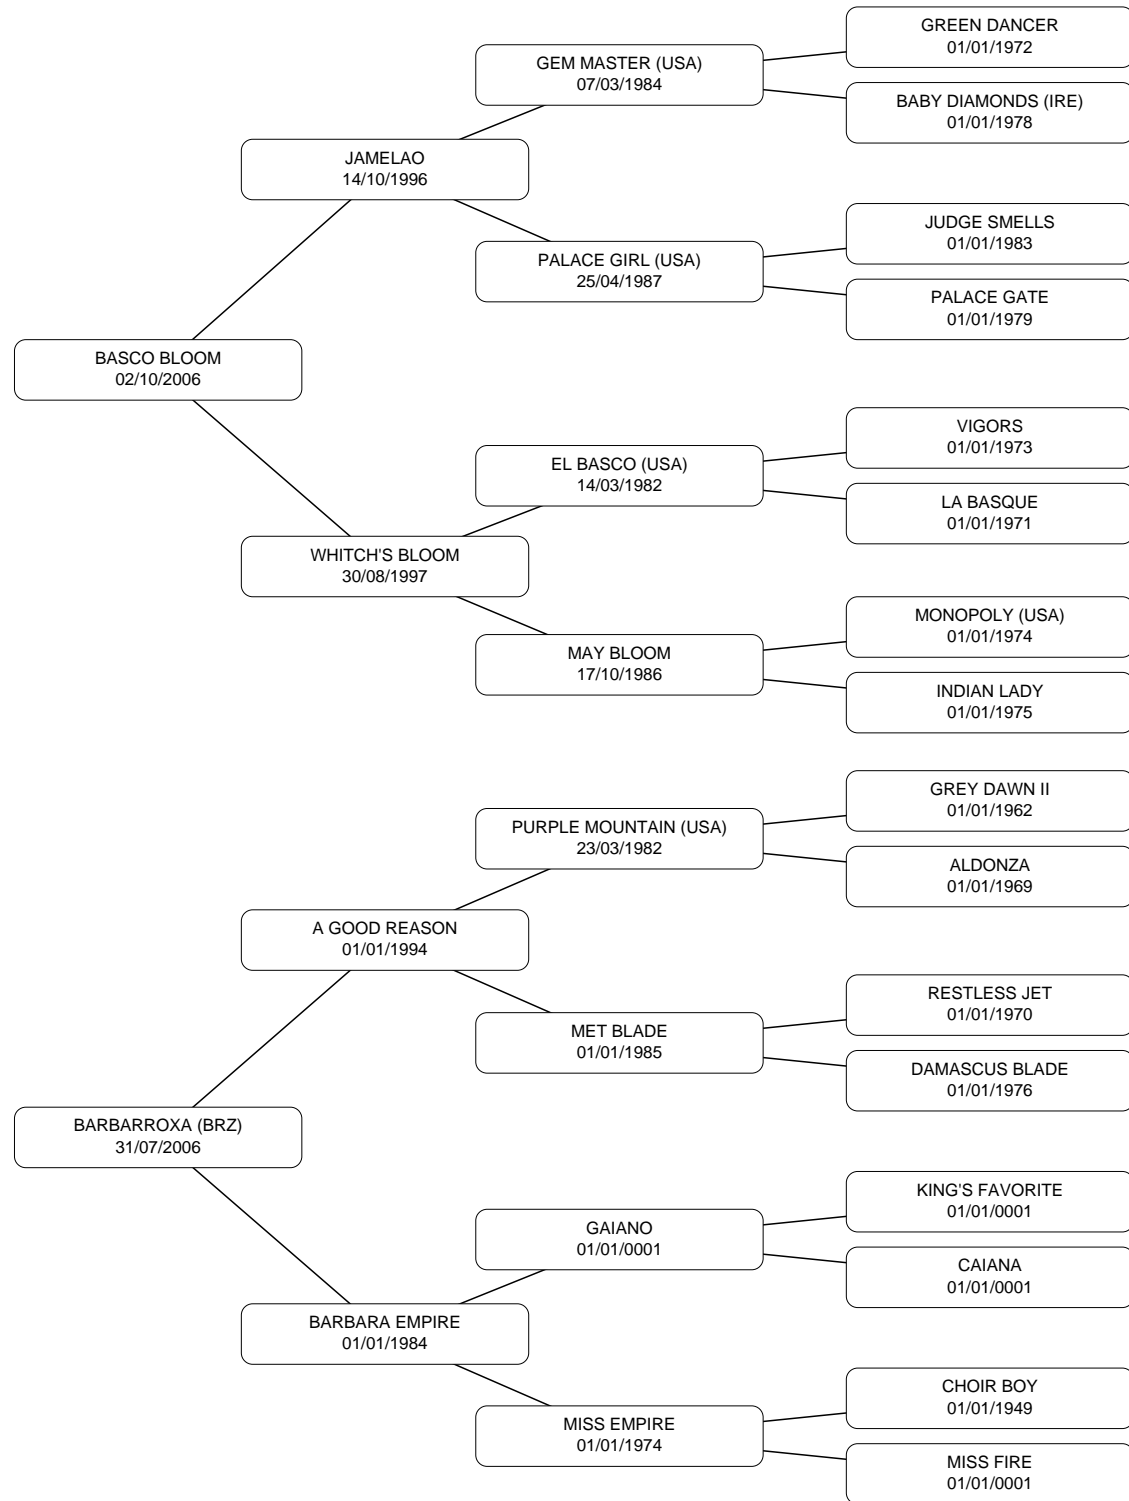 GREEN DANCER
01/01/1972
GEM MASTER (USA)
07/03/1984
BABY DIAMONDS (IRE)
01/01/1978
JAMELAO
14/10/1996
JUDGE SMELLS
01/01/1983
PALACE GIRL (USA)
25/04/1987
PALACE GATE
01/01/1979
BASCO BLOOM
02/10/2006
VIGORS
01/01/1973
EL BASCO (USA)
14/03/1982
LA BASQUE
01/01/1971
WHITCH'S BLOOM
30/08/1997
MONOPOLY (USA)
01/01/1974
MAY BLOOM
17/10/1986
INDIAN LADY
01/01/1975
GREY DAWN II
01/01/1962
PURPLE MOUNTAIN (USA)
23/03/1982
ALDONZA
01/01/1969
A GOOD REASON
01/01/1994
RESTLESS JET
01/01/1970
MET BLADE
01/01/1985
DAMASCUS BLADE
01/01/1976
BARBARROXA (BRZ)
31/07/2006
KING'S FAVORITE
01/01/0001
GAIANO
01/01/0001
CAIANA
01/01/0001
BARBARA EMPIRE
01/01/1984
CHOIR BOY
01/01/1949
MISS EMPIRE
01/01/1974
MISS FIRE
01/01/0001